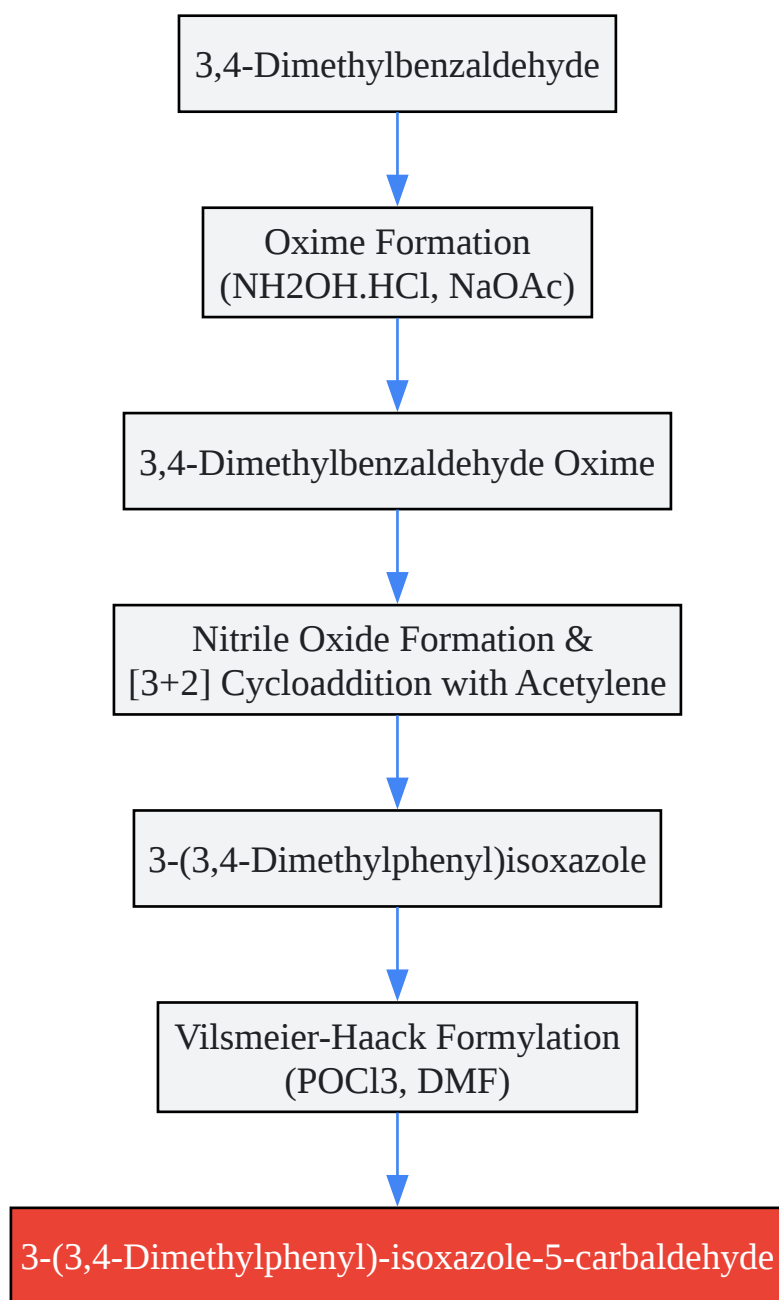 3,4-Dimethylbenzaldehyde
Oxime Formation
(NH2OH.HCl, NaOAc)
3,4-Dimethylbenzaldehyde Oxime
Nitrile Oxide Formation &
[3+2] Cycloaddition with Acetylene
3-(3,4-Dimethylphenyl)isoxazole
Vilsmeier-Haack Formylation
(POCl3, DMF)
3-(3,4-Dimethylphenyl)-isoxazole-5-carbaldehyde